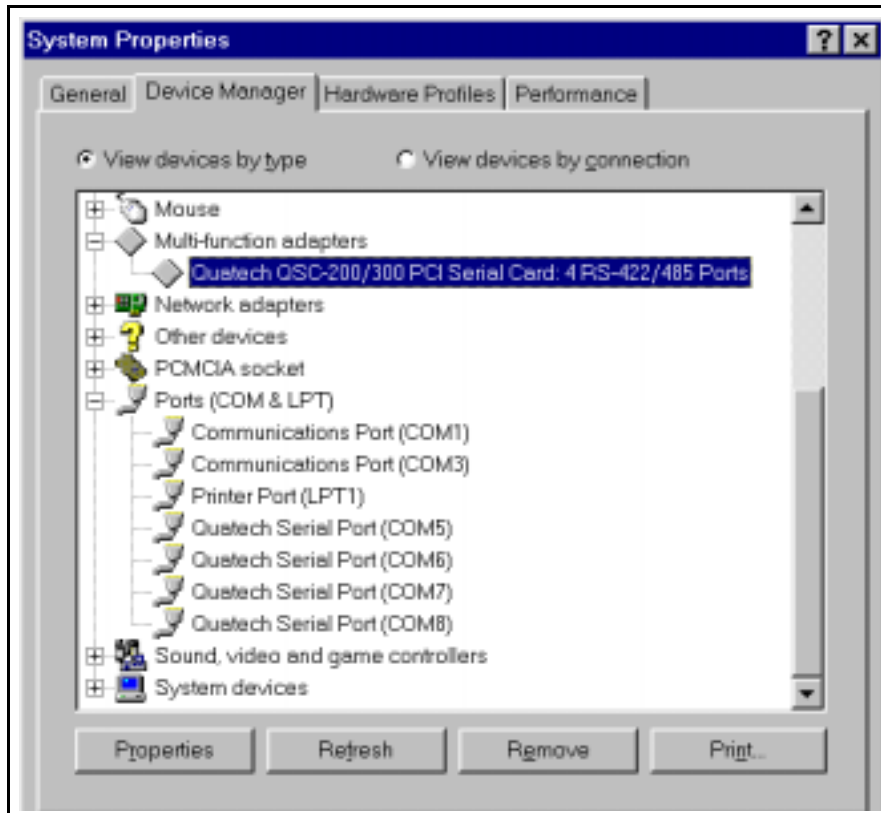 System Properties
General Device Manager Hardware Profiles Performance
View devices by type View devices by connection
Mouse
Multi-function adapters
Quatech QSC-200/300 PCI Serial Card: 4 RS-422/485 Ports
Network adapters
Other devices
PCMCIA socket
Ports (COM & LPT)
Communications Port (COM1)
Communications Port (COM3)
Printer Port (LPT1)
Quatech Serial Port (COM5)
Quatech Serial Port (COM6)
Quatech Serial Port (COM7)
Quatech Serial Port (COM8)
Sound, video and game controllers
System devices
Properties Refresh Remove Print...